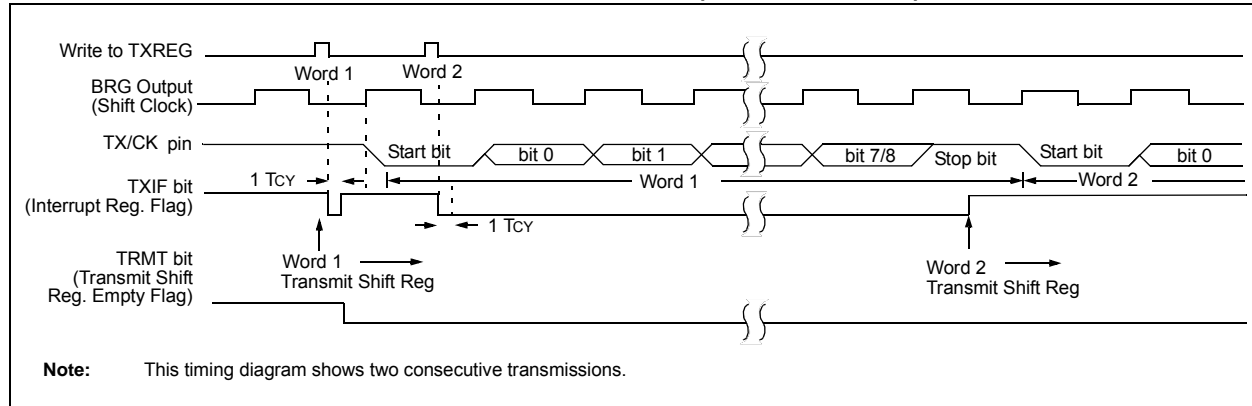 Write to TXREG
Word 1
Word 2
BRG Output
(Shift Clock)
TX/CK pin
Start bit
bit 0
bit 1
bit 7/8
Stop bit
Start bit
bit 0
1 TCY
Word 1
Word 2
TXIF bit
(Interrupt Reg. Flag)
1 TCY
TRMT bit
(Transmit Shift
Reg. Empty Flag)
Word 1
Transmit Shift Reg
Word 2
Transmit Shift Reg
Note: This timing diagram shows two consecutive transmissions.